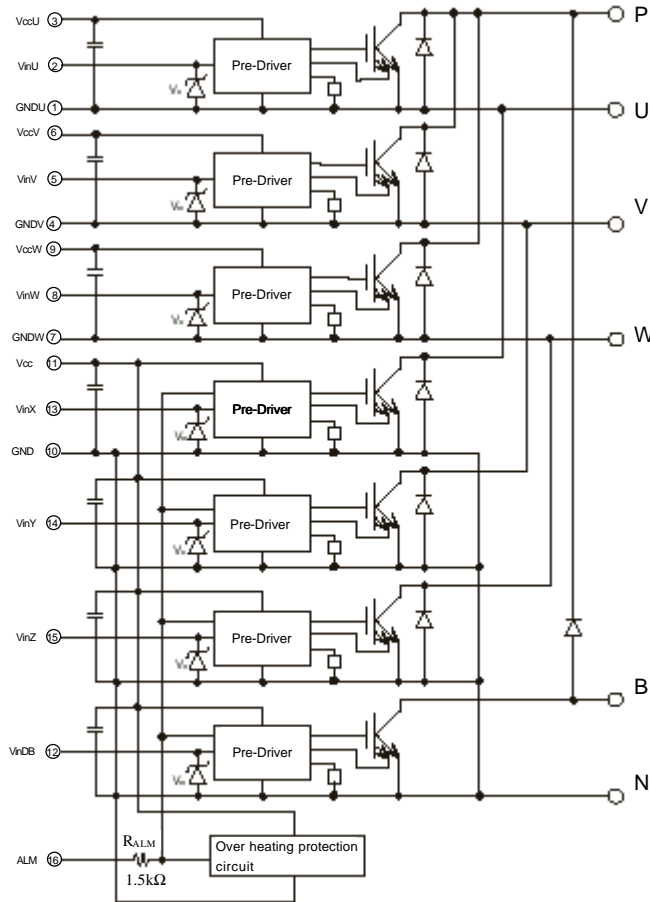 VccU 3 P
VinU 2 Pre-Driver
GNDU 1 U
VccV 6
VinV 5 Pre-Driver
GNDV 4 V
VccW 9
VinW 8 Pre-Driver
GNDW 7 W
Vcc 11
VinX 13 Pre-Driver
GND 10
VinY 14 Pre-Driver
VinZ 15 Pre-Driver
B
VinDB 12 Pre-Driver
N
RALM
Over heating protection
ALM 16 circuit
1.5kΩ